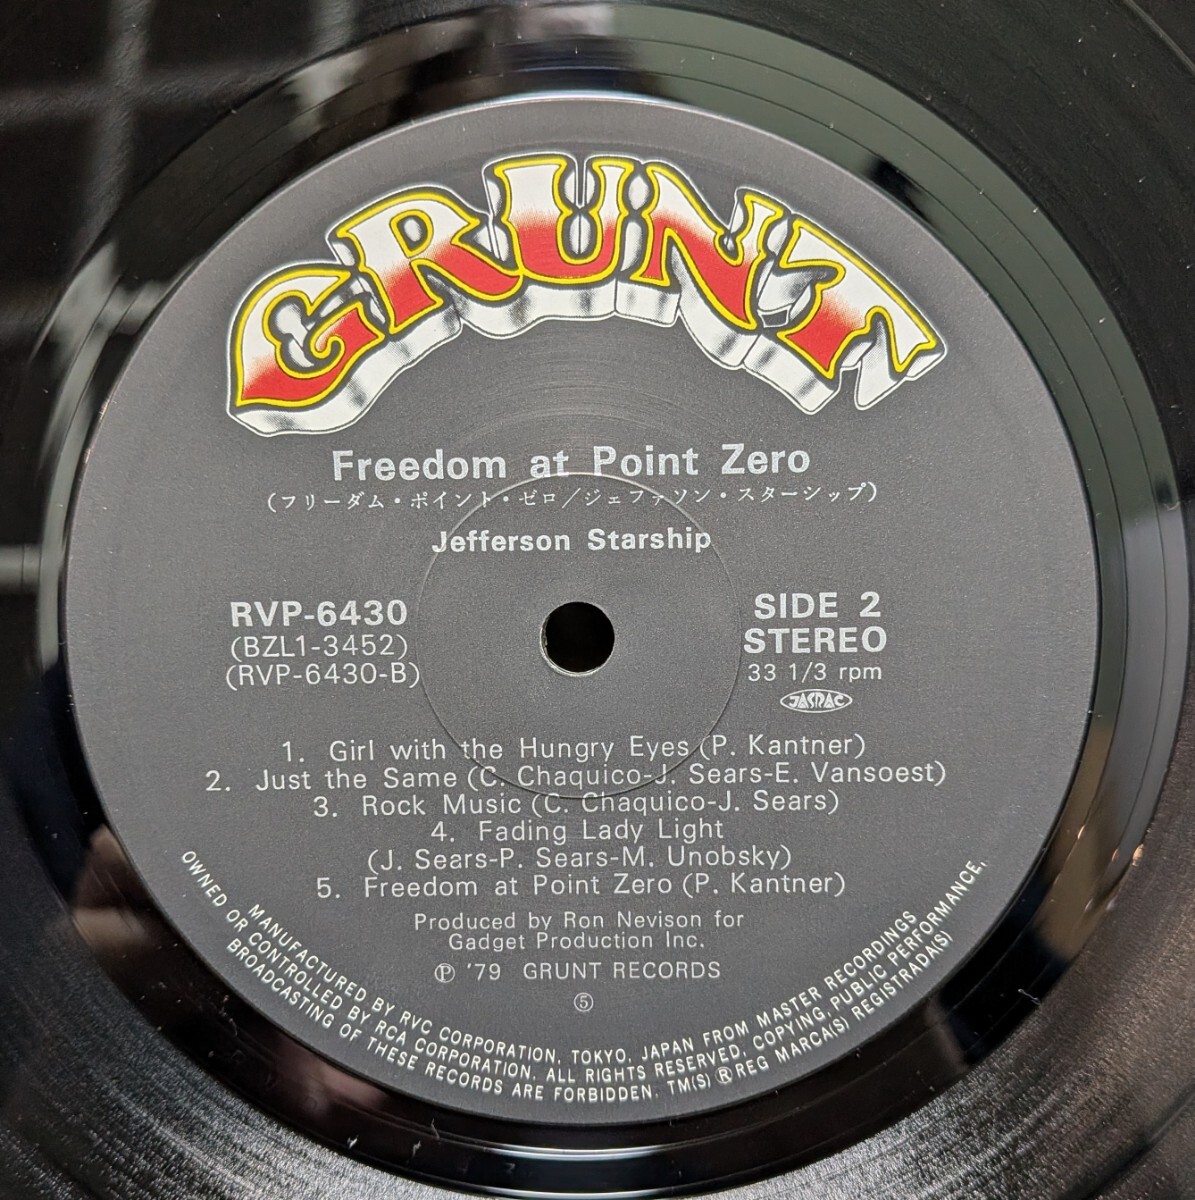 GRUNT
Freedom at Point Zero
(フリーダム・ポイント・ゼロ/ジェファソン・スターシップ)
Jefferson Starship
RVP-6430
(BZL1-3452)
(RVP-6430-B)
SIDE 2
STEREO
33 1/3 rpm
JASRAC
1. Girl with the Hungry Eyes (P. Kantner)
2. Just the Same (C. Chaquico-J. Sears-E. Vansoest)
3. Rock Music (C. Chaquico-J. Sears)
4. Fading Lady Light
(J. Sears-P. Sears-M. Unobsky)
5. Freedom at Point Zero (P. Kantner)
Produced by Ron Nevison for
Gadget Production Inc.
℗ '79 GRUNT RECORDS
⑤
MANUFACTURED BY RVC CORPORATION, TOKYO, JAPAN FROM MASTER RECORDINGS
OWNED OR CONTROLLED BY RCA CORPORATION, ALL RIGHTS RESERVED, COPYING, PUBLIC PERFORMANCE,
BROADCASTING OF THESE RECORDS ARE FORBIDDEN. TM(S) ® REG MARCA(S) REGISTRADA(S)